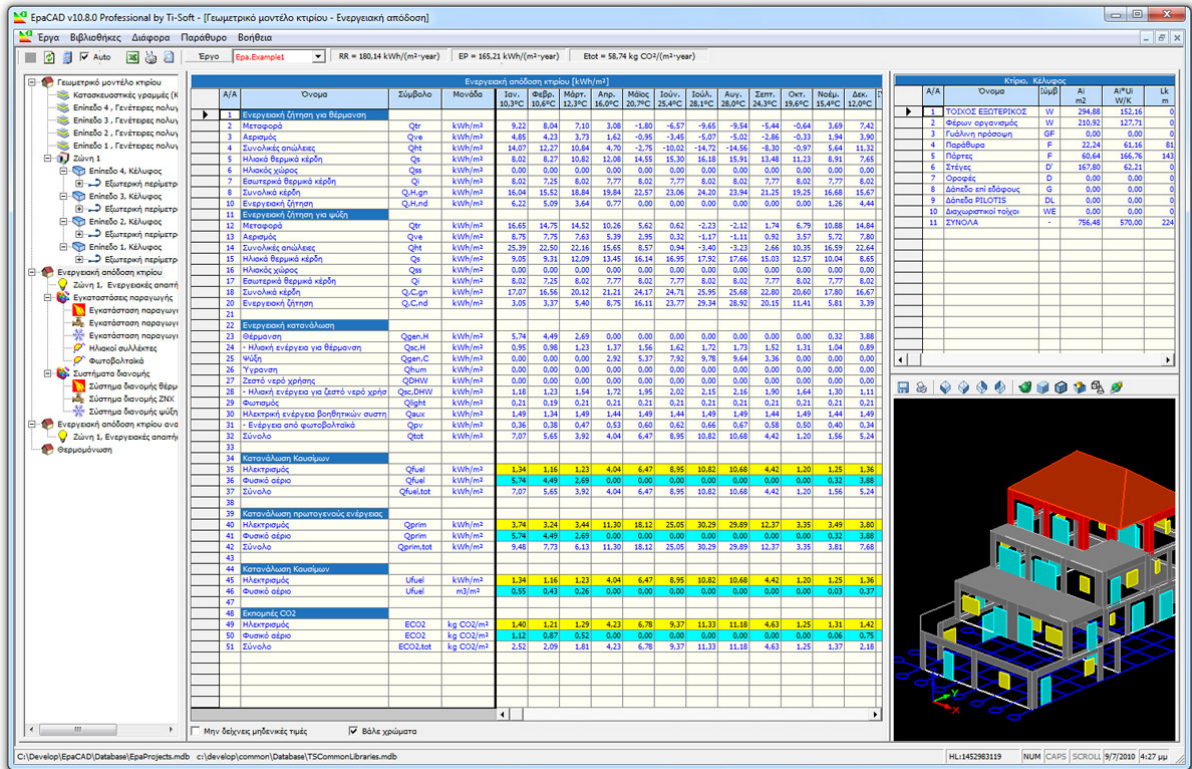 EpaCAD v10.8.0 Professional by Ti-Soft - [Γεωμετρικό μοντέλο κτιρίου - Ενεργειακή απόδοση]
Έργα Βιβλιοθήκες Διάφορα Παράθυρο Βοήθεια
Auto Έργο Epa.Example1 RR = 180,14 kWh/(m²-year) EP = 165,21 kWh/(m²-year) Etot = 58,74 kg CO2/(m²-year)
Γεωμετρικό μοντέλο κτιρίου
Κατασκευαστικές γραμμές (Κ
Επίπεδο 4 , Γενέτερες πολυγ
Επίπεδο 3 , Γενέτερες πολυγ
Επίπεδο 2 , Γενέτερες πολυγ
Επίπεδο 1 , Γενέτερες πολυγ
Ζώνη 1
Επίπεδο 4, Κέλυφος
Εξωτερική περίμετρ
Επίπεδο 3, Κέλυφος
Εξωτερική περίμετρ
Επίπεδο 2, Κέλυφος
Εξωτερική περίμετρ
Επίπεδο 1, Κέλυφος
Εξωτερική περίμετρ
Ενεργειακή απόδοση κτιρίου
Ζώνη 1, Ενεργειακές απαιτή
Εγκαταστάσεις παραγωγής
Εγκατάσταση παραγωγι
Εγκατάσταση παραγωγι
Εγκατάσταση παραγωγι
Ηλιακοί συλλέκτες
Φωτοβολταϊκά
Συστήματα διανομής
Σύστημα διανομής θέρμ
Σύστημα διανομής ΖΝΧ
Σύστημα διανομής ψύξη
Ενεργειακή απόδοση κτιρίου ανα
Ζώνη 1, Ενεργειακές απαιτή
Θερμομόνωση
Ενεργειακή απόδοση κτιρίου [kWh/m²]
Α/Α Όνομα Σύμβολο Μονάδα Ιαν. Φεβρ. Μάρτ. Απρ. Μάϊος Ιούν. Ιούλ. Αυγ. Σεπτ. Οκτ. Νοέμ. Δεκ.
10,3°C 10,6°C 12,3°C 16,0°C 20,7°C 25,4°C 28,1°C 28,0°C 24,3°C 19,6°C 15,4°C 12,0°C
1 Ενεργειακή ζήτηση για θέρμανση
2 Μεταφορά Qtr kWh/m² 9,22 8,04 7,10 3,08 -1,80 -6,57 -9,65 -9,54 -5,44 -0,64 3,69 7,42
3 Αερισμός Qve kWh/m² 4,85 4,23 3,73 1,62 -0,95 -3,45 -5,07 -5,02 -2,86 -0,33 1,94 3,90
4 Συνολικές απώλειες Qht kWh/m² 14,07 12,27 10,84 4,70 -2,75 -10,02 -14,72 -14,56 -8,30 -0,97 5,64 11,32
5 Ηλιακά θερμικά κέρδη Qs kWh/m² 8,02 8,27 10,82 12,08 14,55 15,30 16,18 15,91 13,48 11,23 8,91 7,65
6 Ηλιακός χώρος Qss kWh/m² 0,00 0,00 0,00 0,00 0,00 0,00 0,00 0,00 0,00 0,00 0,00 0,00
7 Εσωτερικά θερμικά κέρδη Qi kWh/m² 8,02 7,25 8,02 7,77 8,02 7,77 8,02 8,02 7,77 8,02 7,77 8,02
8 Συνολικά κέρδη Q,H,gn kWh/m² 16,04 15,52 18,84 19,84 22,57 23,06 24,20 23,94 21,25 19,25 16,68 15,67
10 Ενεργειακή ζήτηση Q,H,nd kWh/m² 6,22 5,09 3,64 0,77 0,00 0,00 0,00 0,00 0,00 0,00 1,26 4,44
11 Ενεργειακή ζήτηση για ψύξη
12 Μεταφορά Qtr kWh/m² 16,65 14,75 14,52 10,26 5,62 0,62 -2,23 -2,12 1,74 6,79 10,88 14,84
13 Αερισμός Qve kWh/m² 8,75 7,75 7,63 5,39 2,95 0,32 -1,17 -1,11 0,92 3,57 5,72 7,80
14 Συνολικές απώλειες Qht kWh/m² 25,39 22,50 22,16 15,65 8,57 0,94 -3,40 -3,23 2,66 10,35 16,59 22,64
15 Ηλιακά θερμικά κέρδη Qs kWh/m² 9,05 9,31 12,09 13,45 16,14 16,95 17,92 17,66 15,03 12,57 10,04 8,65
16 Ηλιακός χώρος Qss kWh/m² 0,00 0,00 0,00 0,00 0,00 0,00 0,00 0,00 0,00 0,00 0,00 0,00
17 Εσωτερικά θερμικά κέρδη Qi kWh/m² 8,02 7,25 8,02 7,77 8,02 7,77 8,02 8,02 7,77 8,02 7,77 8,02
18 Συνολικά κέρδη Q,C,gn kWh/m² 17,07 16,56 20,12 21,21 24,17 24,71 25,95 25,68 22,80 20,60 17,80 16,67
20 Ενεργειακή ζήτηση Q,C,nd kWh/m² 3,05 3,37 5,40 8,75 16,11 23,77 29,34 28,92 20,15 11,41 5,81 3,39
21
22 Ενεργειακή κατανάλωση
23 Θέρμανση Qgen,H kWh/m² 5,74 4,49 2,69 0,00 0,00 0,00 0,00 0,00 0,00 0,00 0,32 3,88
24 - Ηλιακή ενέργεια για θέρμανση Qsc,H kWh/m² 0,95 0,98 1,23 1,37 1,56 1,62 1,72 1,73 1,52 1,31 1,04 0,89
25 Ψύξη Qgen,C kWh/m² 0,00 0,00 0,00 2,92 5,37 7,92 9,78 9,64 3,36 0,00 0,00 0,00
26 Ύγρανση Qhum kWh/m² 0,00 0,00 0,00 0,00 0,00 0,00 0,00 0,00 0,00 0,00 0,00 0,00
27 Ζεστό νερό χρήσης QDHW kWh/m² 0,00 0,00 0,00 0,00 0,00 0,00 0,00 0,00 0,00 0,00 0,00 0,00
28 - Ηλιακή ενέργεια για ζεστό νερό χρήσ Qsc,DHW kWh/m² 1,18 1,23 1,54 1,72 1,95 2,02 2,15 2,16 1,90 1,64 1,30 1,11
29 Φωτισμός Qlight kWh/m² 0,21 0,19 0,21 0,21 0,21 0,21 0,21 0,21 0,21 0,21 0,21 0,21
30 Ηλεκτρική ενέργεια βοηθητικών συστη Qaux kWh/m² 1,49 1,34 1,49 1,44 1,49 1,44 1,49 1,49 1,44 1,49 1,44 1,49
31 - Ενέργεια από φωτοβολταϊκά Qpv kWh/m² 0,36 0,38 0,47 0,53 0,60 0,62 0,66 0,67 0,58 0,50 0,40 0,34
32 Σύνολο Qtot kWh/m² 7,07 5,65 3,92 4,04 6,47 8,95 10,82 10,68 4,42 1,20 1,56 5,24
33
34 Κατανάλωση Καυσίμων
35 Ηλεκτρισμός Qfuel kWh/m² 1,34 1,16 1,23 4,04 6,47 8,95 10,82 10,68 4,42 1,20 1,25 1,36
36 Φυσικό αέριο Qfuel kWh/m² 5,74 4,49 2,69 0,00 0,00 0,00 0,00 0,00 0,00 0,00 0,32 3,88
37 Σύνολο Qfuel,tot kWh/m² 7,07 5,65 3,92 4,04 6,47 8,95 10,82 10,68 4,42 1,20 1,56 5,24
38
39 Κατανάλωση πρωτογενούς ενέργειας
40 Ηλεκτρισμός Qprim kWh/m² 3,74 3,24 3,44 11,30 18,12 25,05 30,29 29,89 12,37 3,35 3,49 3,80
41 Φυσικό αέριο Qprim kWh/m² 5,74 4,49 2,69 0,00 0,00 0,00 0,00 0,00 0,00 0,00 0,32 3,88
42 Σύνολο Qprim,tot kWh/m² 9,48 7,73 6,13 11,30 18,12 25,05 30,29 29,89 12,37 3,35 3,81 7,68
43
44 Κατανάλωση Καυσίμων
45 Ηλεκτρισμός Ufuel kWh/m² 1,34 1,16 1,23 4,04 6,47 8,95 10,82 10,68 4,42 1,20 1,25 1,36
46 Φυσικό αέριο Ufuel m3/m² 0,55 0,43 0,26 0,00 0,00 0,00 0,00 0,00 0,00 0,00 0,03 0,37
47
48 Εκπομπές CO2
49 Ηλεκτρισμός ECO2 kg CO2/m² 1,40 1,21 1,29 4,23 6,78 9,37 11,33 11,18 4,63 1,25 1,31 1,42
50 Φυσικό αέριο ECO2 kg CO2/m² 1,12 0,87 0,52 0,00 0,00 0,00 0,00 0,00 0,00 0,00 0,06 0,75
51 Σύνολο ECO2,tot kg CO2/m² 2,52 2,09 1,81 4,23 6,78 9,37 11,33 11,18 4,63 1,25 1,37 2,18
Μην δείχνεις μηδενικές τιμές Βάλε χρώματα
Κτίριο, Κέλυφος
Α/Α Όνομα Σύμβ Ai Ai*Ui Lk
m2 W/K m
1 ΤΟΙΧΟΣ ΕΞΩΤΕΡΙΚΟΣ W 294,88 152,16 0
2 Φέρων οργανισμός W 210,92 127,71 0
3 Γυάλινη πρόσοψη GF 0,00 0,00 0
4 Παράθυρα F 22,24 61,16 81
5 Πόρτες F 60,64 166,76 143
6 Στέγες D' 167,80 62,21 0
7 Οροφές D 0,00 0,00 0
8 Δάπεδο επί εδάφους G 0,00 0,00 0
9 Δάπεδο PILOTIS DL 0,00 0,00 0
10 Διαχωριστικοί τοίχοι WE 0,00 0,00 0
11 ΣΥΝΟΛΑ - 756,48 570,00 224
Y
X
C:\Develop\EpaCAD\Database\EpaProjects.mdb c:\develop\common\Database\TSCommonLibraries.mdb HL:1452983119 NUM CAPS SCROLL 9/7/2010 4:27 μμ